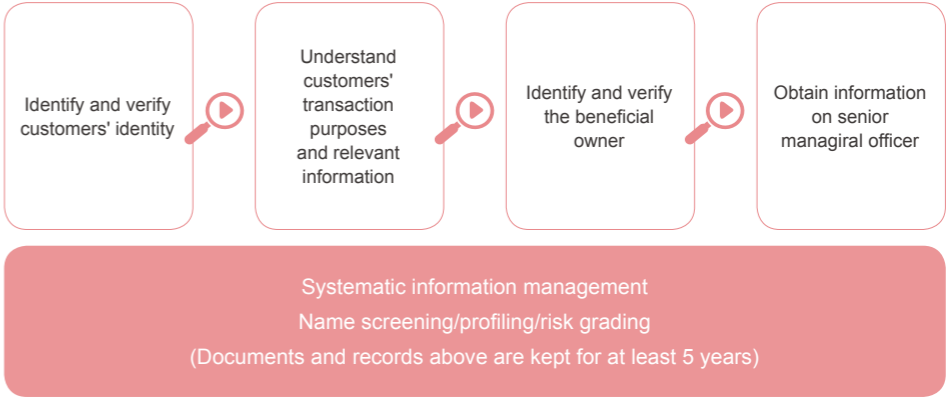 Identify and verify
customers' identity
Understand
customers'
transaction
purposes
and relevant
information
Identify and verify
the beneficial
owner
Obtain information
on senior
managiral officer
Systematic information management
Name screening/profiling/risk grading
(Documents and records above are kept for at least 5 years)